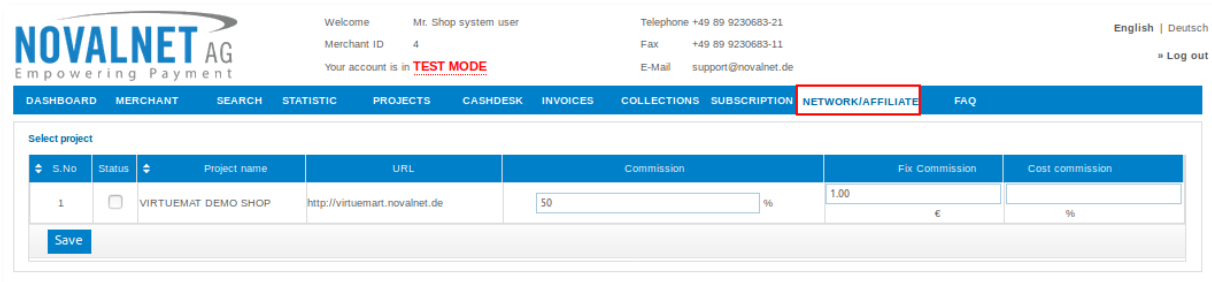 NOVALNET AG
Empowering Payment
Welcome Mr. Shop system user
Merchant ID 4
Your account is in TEST MODE
Telephone +49 89 9230683-21
Fax +49 89 9230683-11
E-Mail support@novalnet.de
English | Deutsch
» Log out
DASHBOARD MERCHANT SEARCH STATISTIC PROJECTS CASHDESK INVOICES COLLECTIONS SUBSCRIPTION NETWORK/AFFILIATE FAQ
Select project
S.No Status Project name URL Commission Fix Commission Cost commission
1 VIRTUEMAT DEMO SHOP http://virtuemart.novalnet.de 50 % 1.00 € %
Save